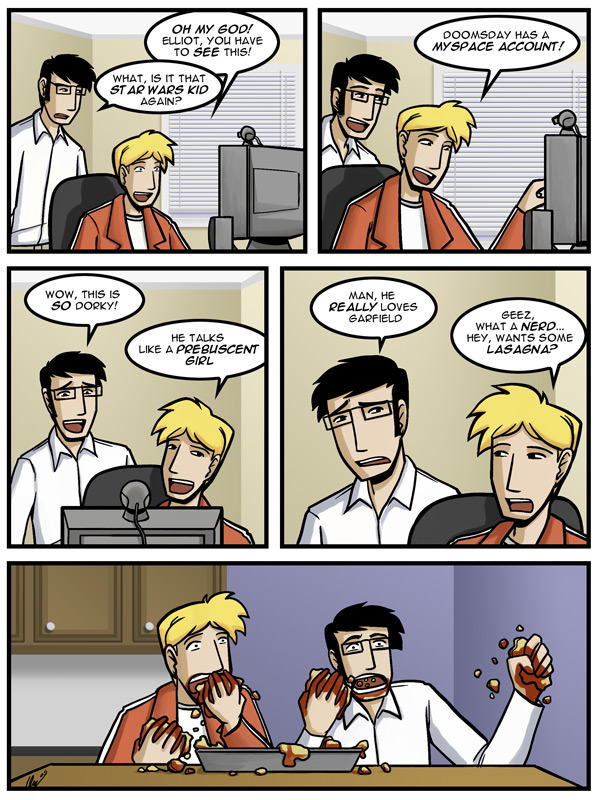 OH MY GOD!
ELLIOT, YOU HAVE
TO SEE THIS!
WHAT, IS IT THAT
STAR WARS KID
AGAIN?
DOOMSDAY HAS A
MYSPACE ACCOUNT!
WOW, THIS IS
SO DORKY!
HE TALKS
LIKE A PREBUSCENT
GIRL
MAN, HE
REALLY LOVES
GARFIELD
GEEZ,
WHAT A NERD...
HEY, WANTS SOME
LASAGNA?